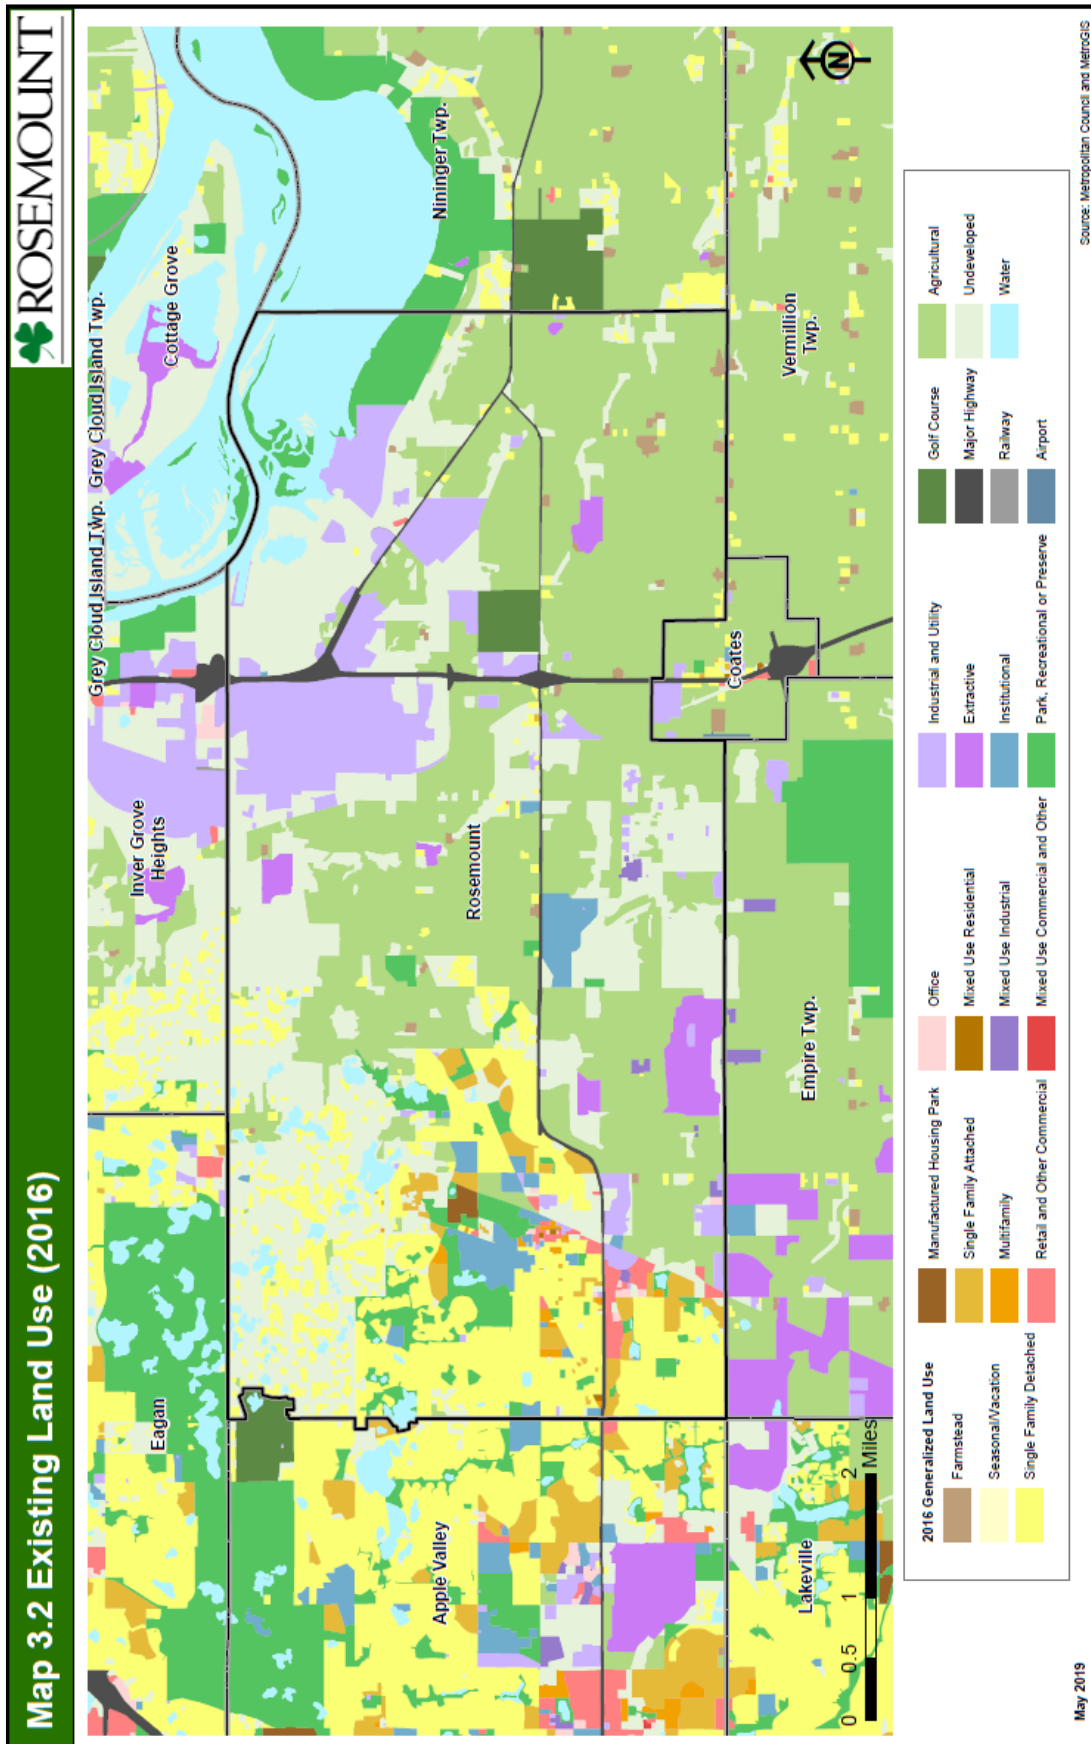 Map 3.2 Existing Land Use (2016)
ROSEMOUNT
Eagan
Inver Grove
Heights
Grey Cloud Island Twp.
Grey Cloud Island Twp.
Cottage Grove
Apple Valley
Rosemount
Nininger Twp.
Coates
Lakeville
Empire Twp.
Vermillion
Twp.
N
0 0.5 1 2
Miles
2016 Generalized Land Use
Farmstead
Seasonal/Vacation
Single Family Detached
Manufactured Housing Park
Single Family Attached
Multifamily
Retail and Other Commercial
Office
Mixed Use Residential
Mixed Use Industrial
Mixed Use Commercial and Other
Industrial and Utility
Extractive
Institutional
Park, Recreational or Preserve
Golf Course
Major Highway
Railway
Airport
Agricultural
Undeveloped
Water
May 2019
Source: Metropolitan Council and MetroGIS